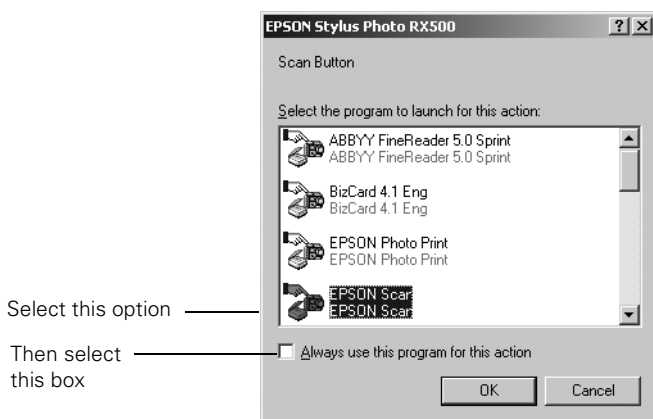 EPSON Stylus Photo RX500
Scan Button
Select the program to launch for this action:
ABBYY FineReader 5.0 Sprint
ABBYY FineReader 5.0 Sprint
BizCard 4.1 Eng
BizCard 4.1 Eng
EPSON Photo Print
EPSON Photo Print
EPSON Scan
EPSON Scan
Select this option
Then select
this box
Always use this program for this action
OK Cancel